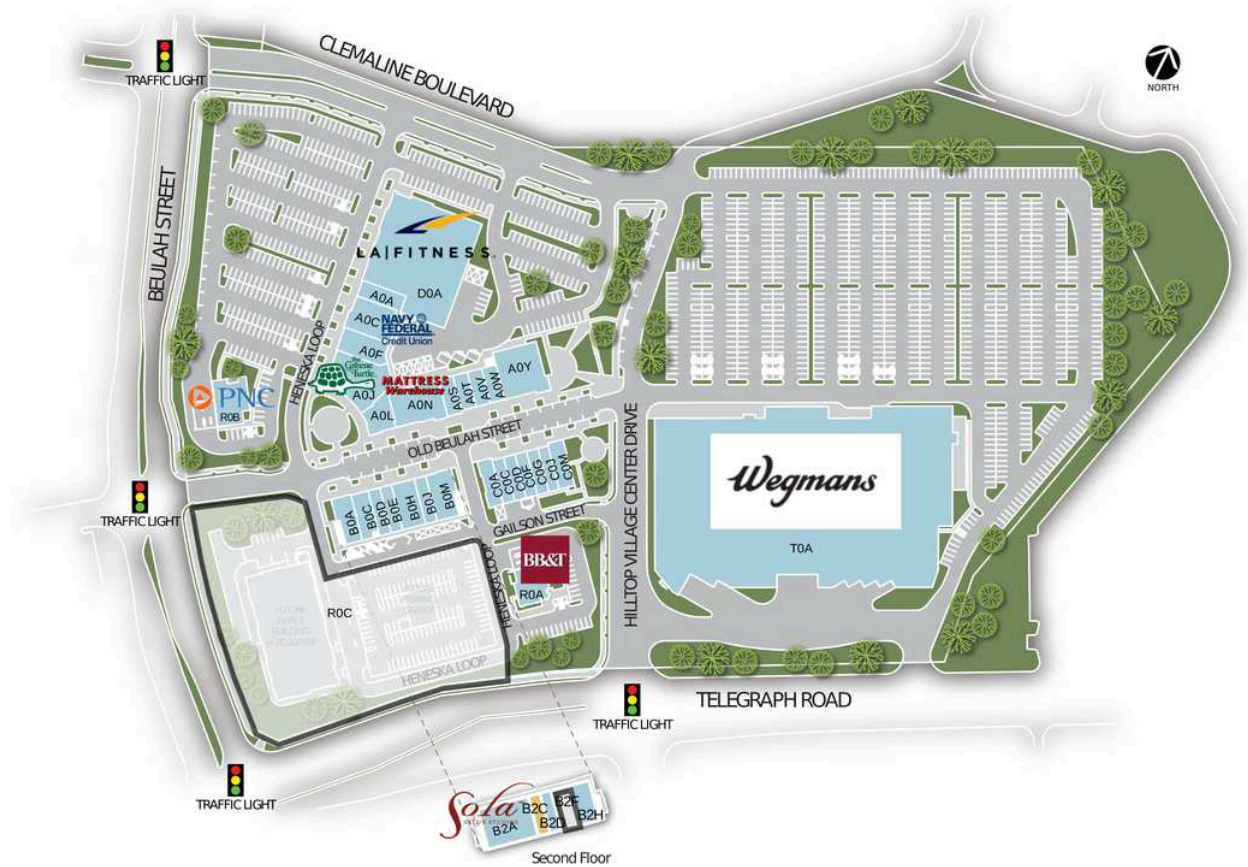 CLEMALINE BOULEVARD
TRAFFIC LIGHT
NORTH
BEULAH STREET
LA|FITNESS
D0A
A0A
A0C
NAVY
FEDERAL
Credit Union
A0F
HENESKA LOOP
the
Greene
Turtle
MATTRESS
Warehouse
A0J
A0L
A0N
A0S
A0T
A0V
A0W
A0Y
PNC
R0B
OLD BEULAH STREET
HILLTOP VILLAGE CENTER DRIVE
Wegmans
T0A
B0A
B0C
B0D
B0E
B0H
B0J
B0M
C0A
C0C
C0D
C0F
C0G
C0J
C0M
TRAFFIC LIGHT
GAILSON STREET
HENESKA LOOP
BB&T
R0A
R0C
HENESKA LOOP
TELEGRAPH ROAD
TRAFFIC LIGHT
TRAFFIC LIGHT
Sola
B2A
B2C
B2D
B2F
B2H
Second Floor